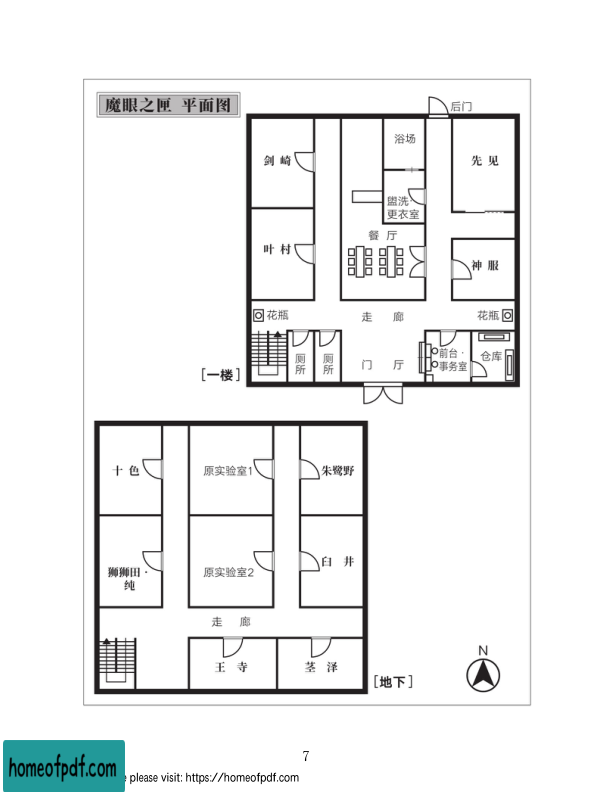 魔眼之匣 平面图
后门
剑崎
浴场
先见
盥洗·
更衣室
叶村
餐厅
神服
花瓶
走廊
花瓶
厕所
厕所
门厅
前台·
事务室
仓库
［一楼］
十色
原实验室1
朱鹭野
狮狮田·
纯
原实验室2
臼井
走廊
王寺
茎泽
［地下］
N
7
homeofpdf.com
please visit: https://homeofpdf.com